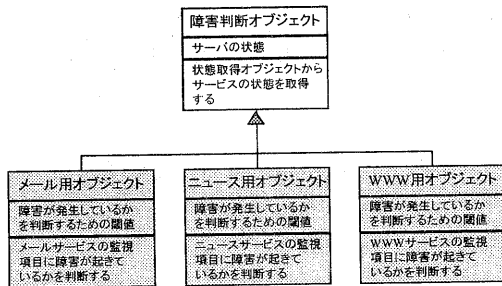 障害判断オブジェクト
サーバの状態
状態取得オブジェクトから
サービスの状態を取得
する
メール用オブジェクト
障害が発生しているか
を判断するための閾値
メールサービスの監視
項目に障害が起きて
いるかを判断する
ニュース用オブジェクト
障害が発生しているか
を判断するための閾値
ニュースサービスの監視
項目に障害が起きて
いるかを判断する
WWW用オブジェクト
障害が発生しているか
を判断するための閾値
WWWサービスの監視
項目に障害が起きて
いるかを判断する